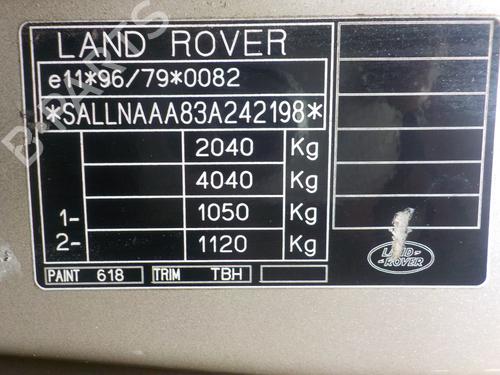 LAND ROVER
e11*96/79*0082
*SALLNAAA83A242198*
2040 Kg
4040 Kg
1- 1050 Kg
2- 1120 Kg
PAINT 618 TRIM TBH
LAND-
-ROVER
B-PARTS